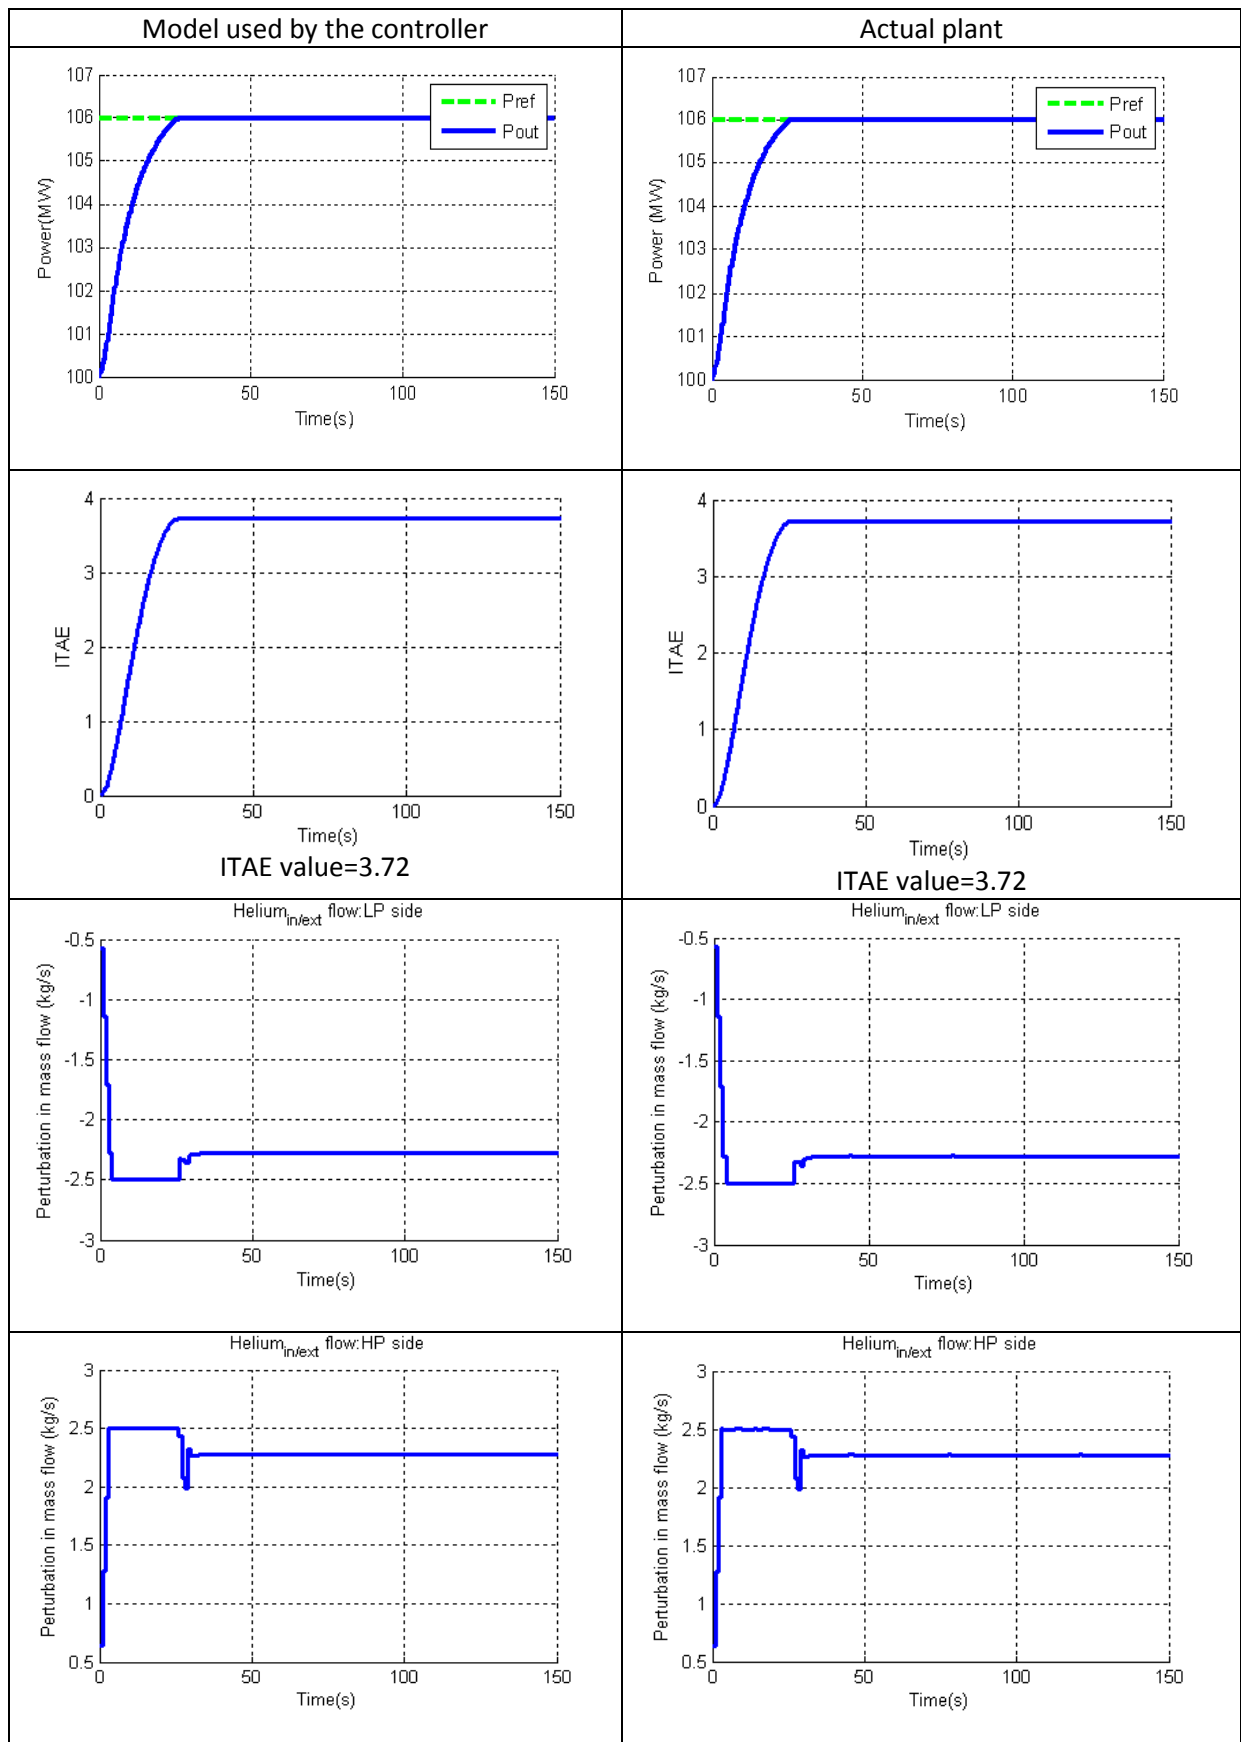 Model used by the controller
Actual plant
107
106
105
104
103
102
101
100
0
50
100
150
Power(MW)
Time(s)
Pref
Pout
107
106
105
104
103
102
101
100
0
50
100
150
Power (MW)
Time(s)
Pref
Pout
4
3
2
1
0
0
50
100
150
ITAE
Time(s)
ITAE value=3.72
4
3
2
1
0
0
50
100
150
ITAE
Time(s)
ITAE value=3.72
Helium in/ext flow:LP side
-0.5
-1
-1.5
-2
-2.5
-3
0
50
100
150
Perturbation in mass flow (kg/s)
Time(s)
Helium in/ext flow:LP side
-0.5
-1
-1.5
-2
-2.5
-3
0
50
100
150
Perturbation in mass flow (kg/s)
Time(s)
Helium in/ext flow:HP side
3
2.5
2
1.5
1
0.5
0
50
100
150
Perturbation in mass flow (kg/s)
Time(s)
Helium in/ext flow:HP side
3
2.5
2
1.5
1
0.5
0
50
100
150
Perturbation in mass flow (kg/s)
Time(s)